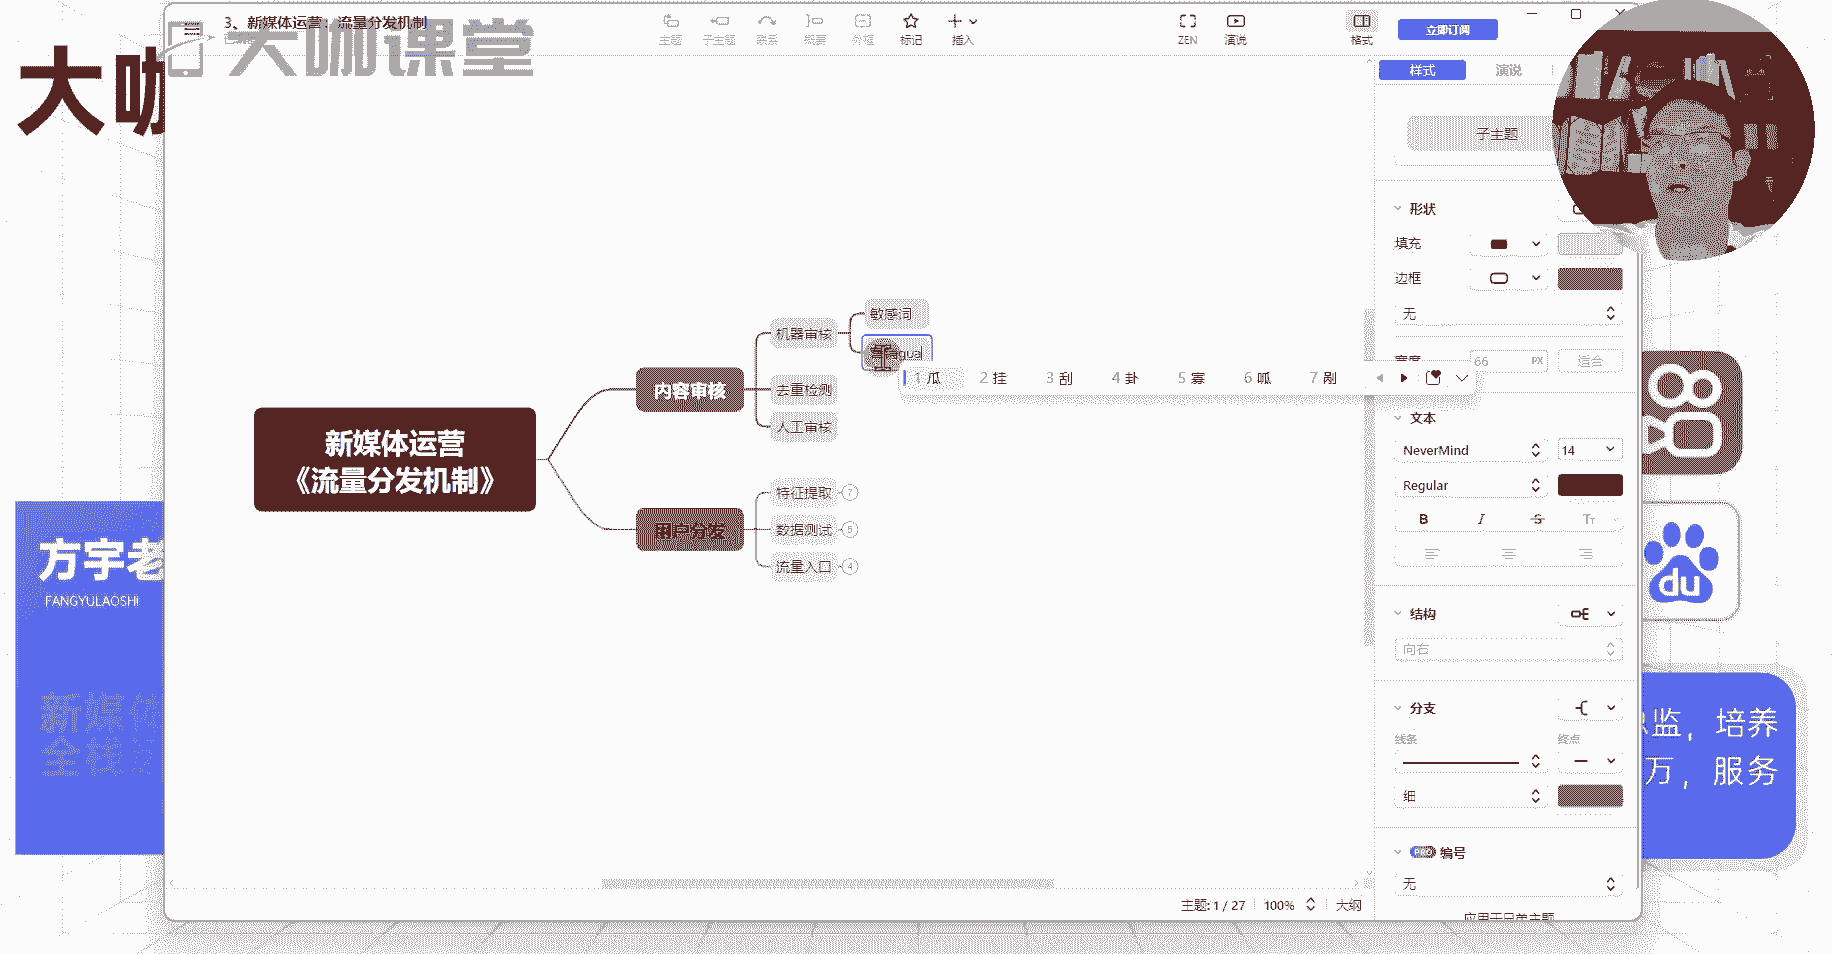 3、新媒体运营：流量分发机制
大咖课堂
大咖
主题
子主题
联系
概要
外框
标记
插入
ZEN
演说
格式
立即订阅
样式
演说
子主题
形状
填充
边框
无
宽度
66
PX
适合
文本
NeverMind
14
Regular
B
I
S
Tт
结构
向右
分支
线条
终点
细
PRO 编号
无
应用于只单主题
新媒体运营
《流量分发机制》
内容审核
机器审核
敏感词
gua
去重检测
人工审核
用户分发
特征提取 7
数据测试
流量入口 4
1 瓜 2 挂 3 刮 4 卦 5 寡 6 呱 7 剐
主题: 1 / 27
100%
大纲
方宇老
FANGYULAOSHI
新媒体
全栈
du
监，培养
万，服务